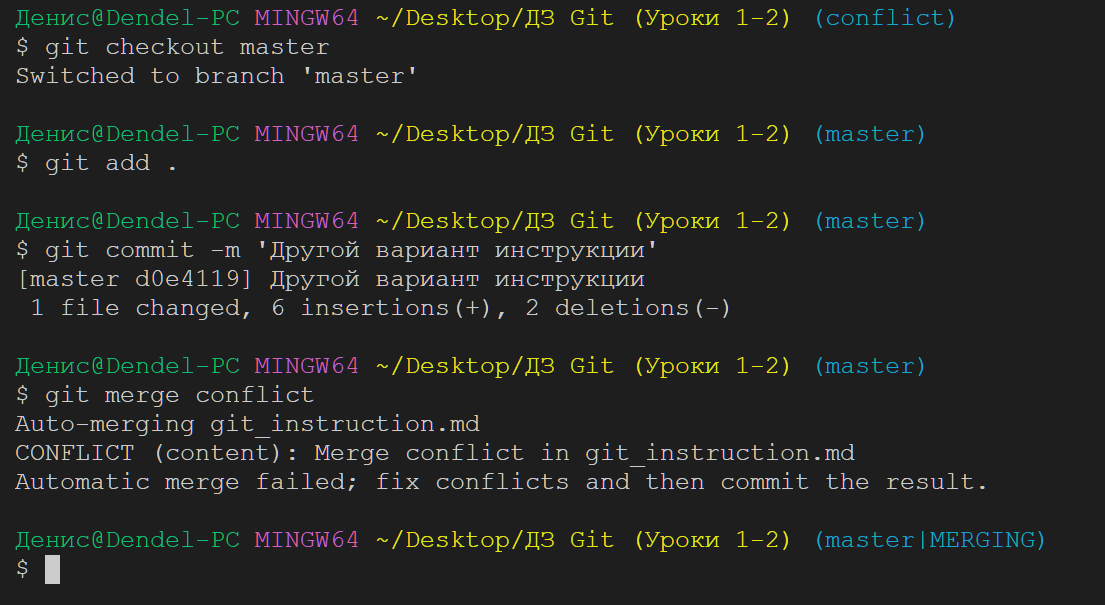 Денис@Dendel-PC MINGW64 ~/Desktop/ДЗ Git (Уроки 1-2) (conflict)
$ git checkout master
Switched to branch 'master'
Денис@Dendel-PC MINGW64 ~/Desktop/ДЗ Git (Уроки 1-2) (master)
$ git add .
Денис@Dendel-PC MINGW64 ~/Desktop/ДЗ Git (Уроки 1-2) (master)
$ git commit -m 'Другой вариант инструкции'
[master d0e4119] Другой вариант инструкции
 1 file changed, 6 insertions(+), 2 deletions(-)
Денис@Dendel-PC MINGW64 ~/Desktop/ДЗ Git (Уроки 1-2) (master)
$ git merge conflict
Auto-merging git_instruction.md
CONFLICT (content): Merge conflict in git_instruction.md
Automatic merge failed; fix conflicts and then commit the result.
Денис@Dendel-PC MINGW64 ~/Desktop/ДЗ Git (Уроки 1-2) (master|MERGING)
$